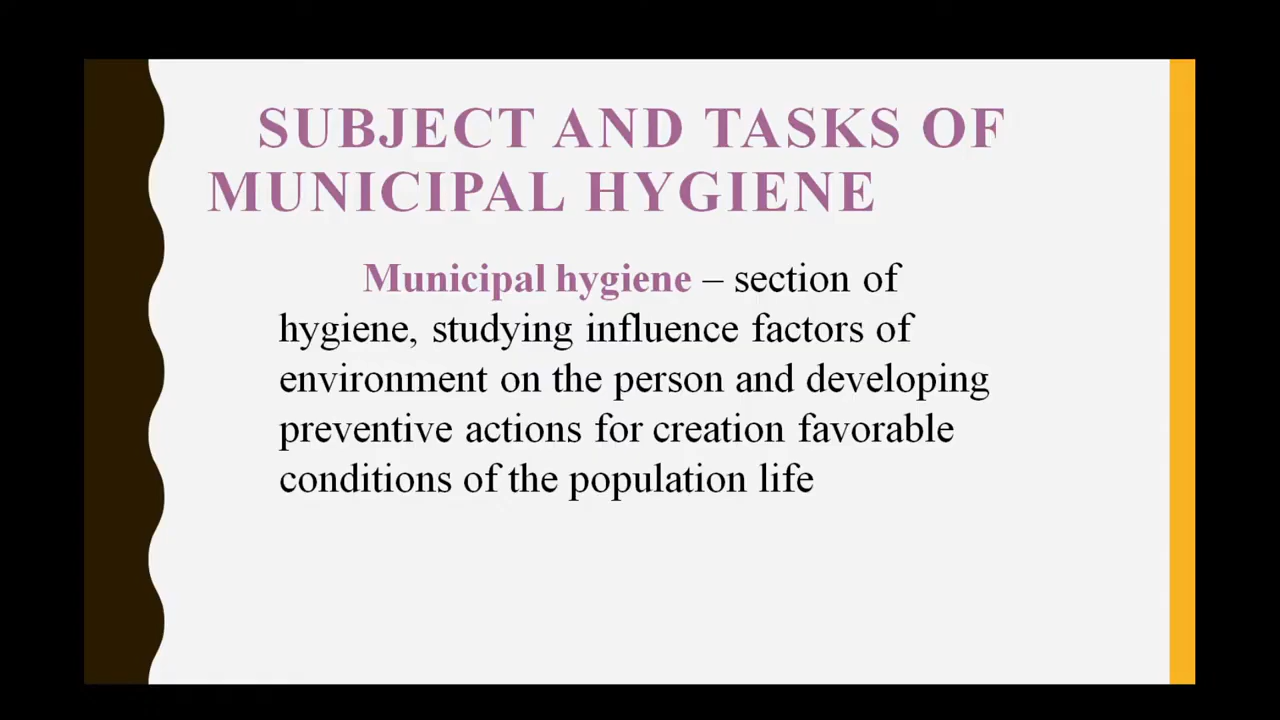 SUBJECT AND TASKS OF
MUNICIPAL HYGIENE
Municipal hygiene – section of
hygiene, studying influence factors of
environment on the person and developing
preventive actions for creation favorable
conditions of the population life